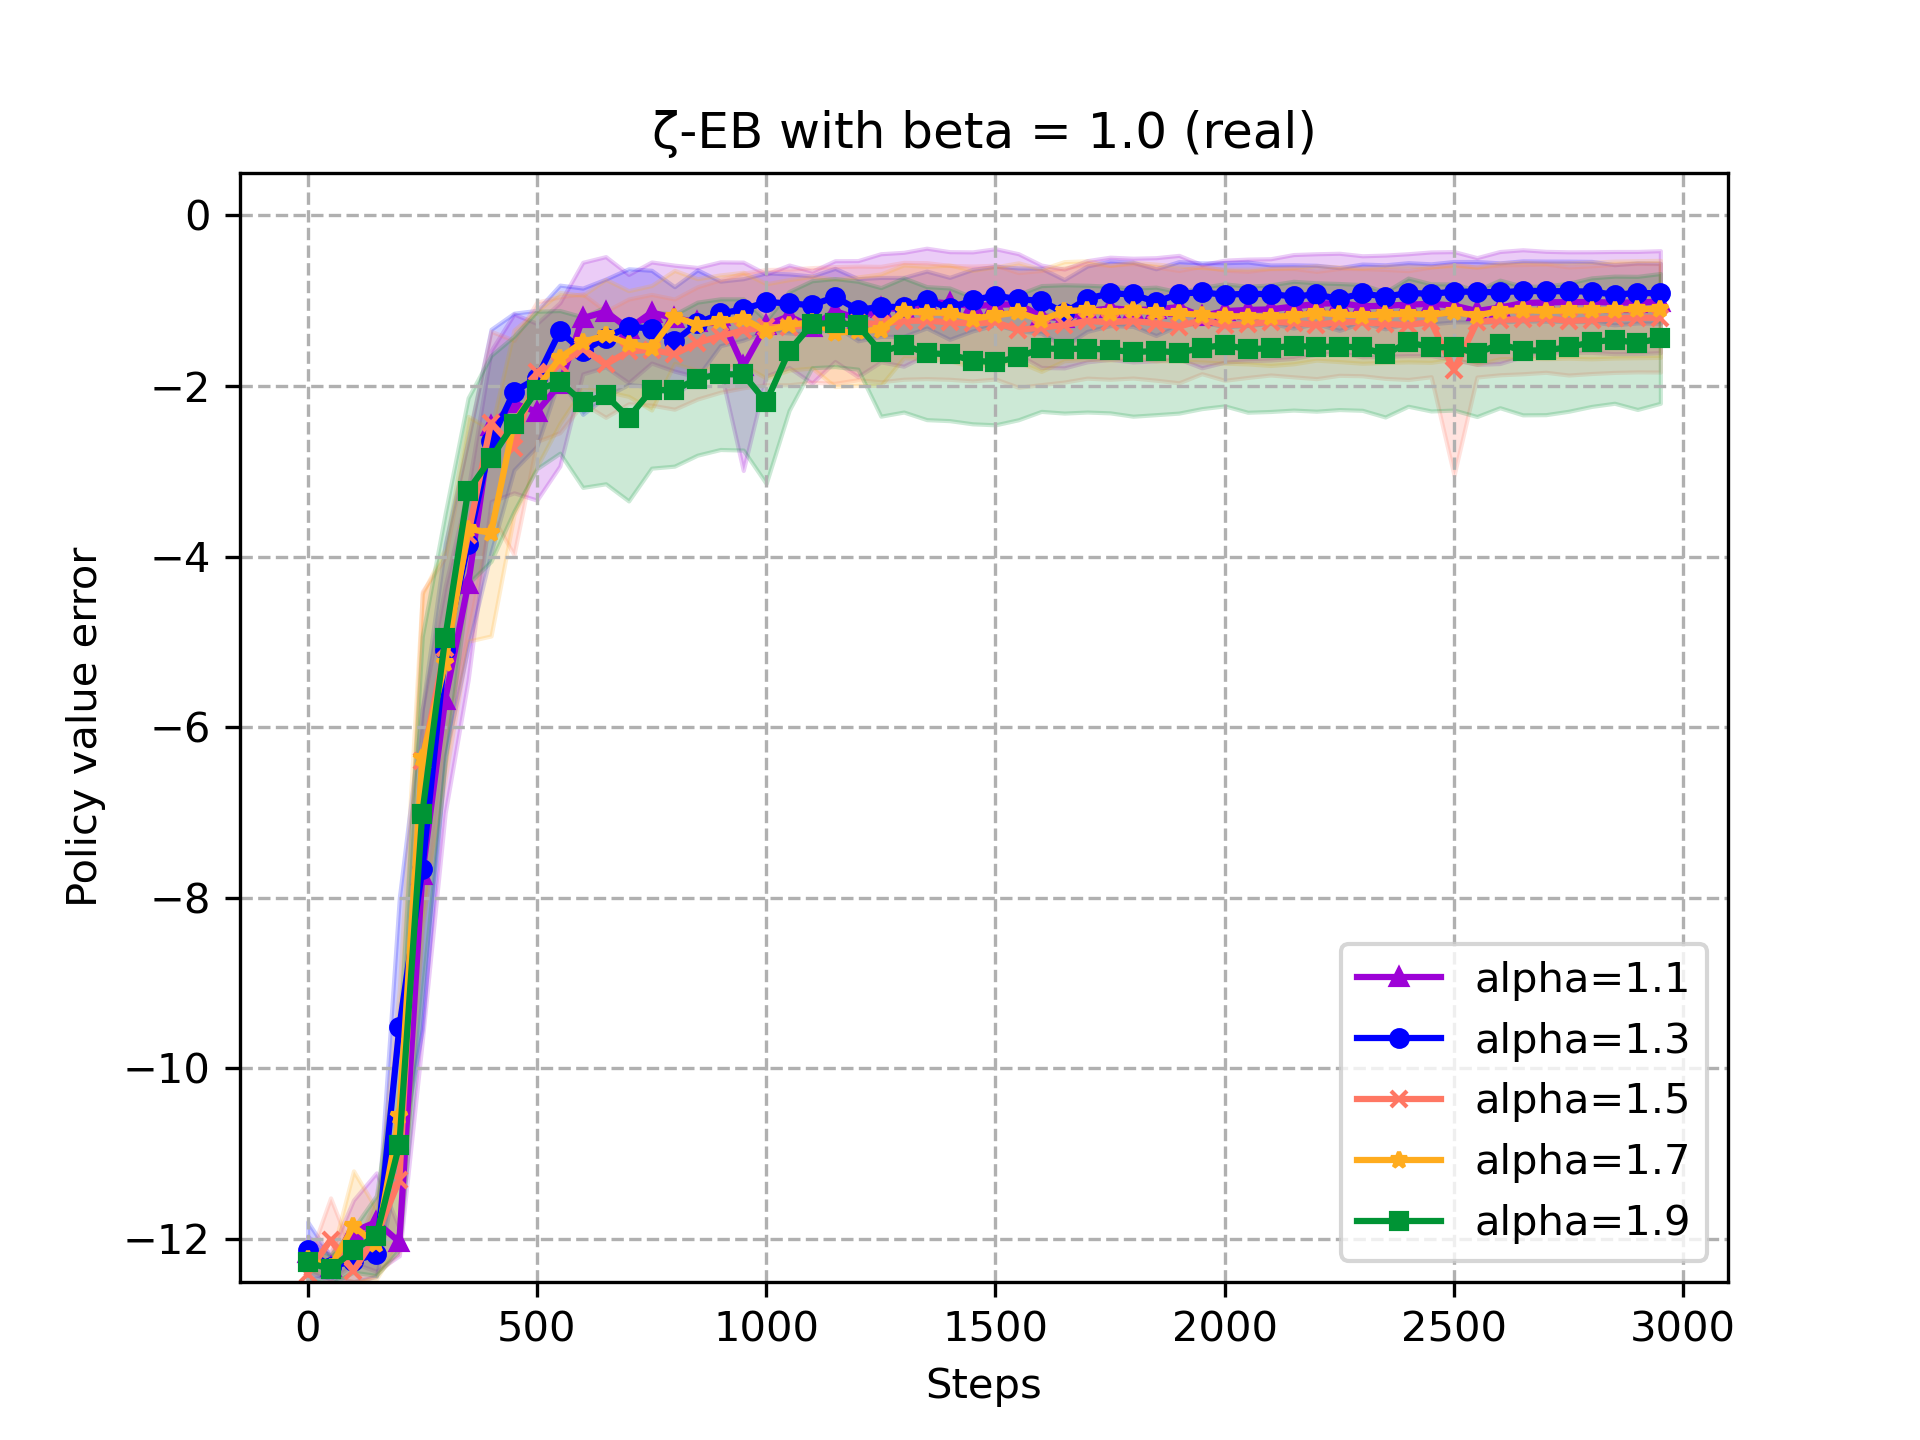 ζ-EB with beta = 1.0 (real)
Policy value error
0
−2
−4
−6
−8
−10
−12
alpha=1.1
alpha=1.3
alpha=1.5
alpha=1.7
alpha=1.9
0 500 1000 1500 2000 2500 3000
Steps